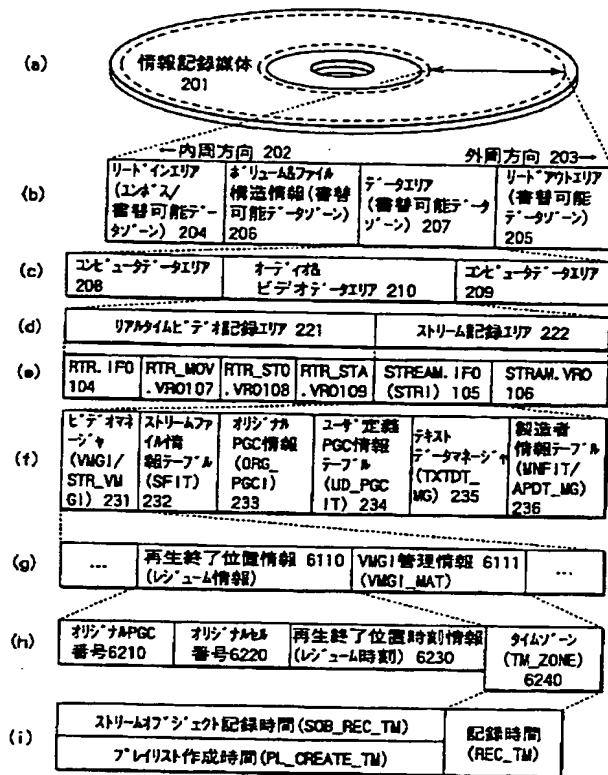 (a)
情報記録媒体
201
←内周方向 202
外周方向 203→
(b)
リードインエリア
(エンボス/
書替可能デー
タゾーン) 204
ボリューム&ファイル
構造情報(書替
可能データゾーン)
206
データエリア
(書替可能データ
ゾーン) 207
リードアウトエリア
(書替可能デー
タゾーン)
205
(c)
コンピュータデータエリア
208
オーディオ&
ビデオデータエリア 210
コンピュータデータエリア
209
(d)
リアルタイムビデオ記録エリア 221
ストリーム記録エリア 222
(e)
RTR.IFO
104
RTR_MOV
.VRO107
RTR_STO
.VRO108
RTR_STA
.VRO109
STREAM.IFO
(STRI) 105
STRAM.VRO
106
(f)
ビデオマネ
ージャ
(VMGI/
STR_VM
GI) 231
ストリームファ
イル情
報テーブル
(SFIT)
232
オリジナル
PGC情報
(ORG_
PGCI)
233
ユーザ定義
PGC情報
テーブル
(UD_PGC
IT) 234
テキスト
データマネージャ
(TXTDT_
MG) 235
製造者
情報テーブル
(MNFIT/
APDT_MG)
236
(g)
...
再生終了位置情報 6110
(レジューム情報)
VMGI管理情報 6111
(VMGI_MAT)
...
(h)
オリジナルPGC
番号6210
オリジナルセル
番号6220
再生終了位置時刻情報
(レジューム時刻) 6230
タイムゾーン
(TM_ZONE)
6240
(i)
ストリームオブジェクト記録時間(SOB_REC_TM)
プレイリスト作成時間(PL_CREATE_TM)
記録時間
(REC_TM)